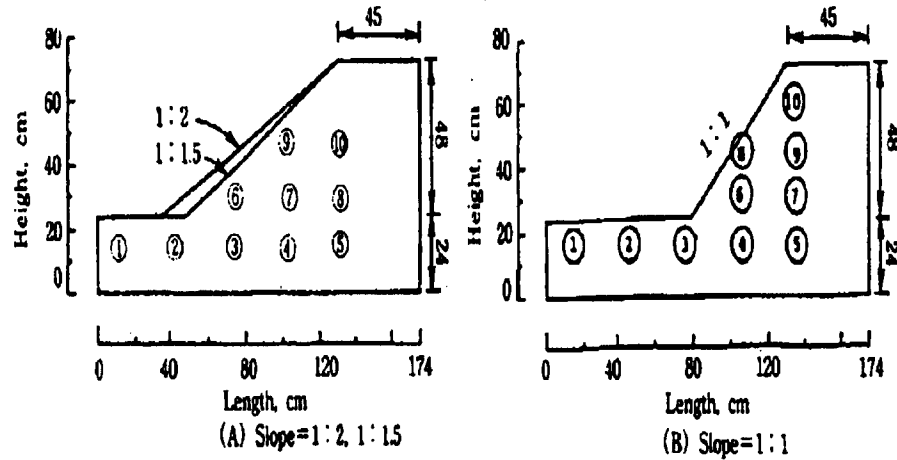 45
80
60
40
20
0
Height, cm
1:2
1:1.5
48
24
① ② ③ ④ ⑤
⑥ ⑦ ⑧
⑨ ⑩
0 40 80 120 174
Length, cm
(A) Slope=1:2, 1:1.5
45
80
60
40
20
0
Height, cm
1:1
48
24
⑩
⑧ ⑨
⑥ ⑦
① ② ③ ④ ⑤
0 40 80 120 174
Length, cm
(B) Slope=1:1